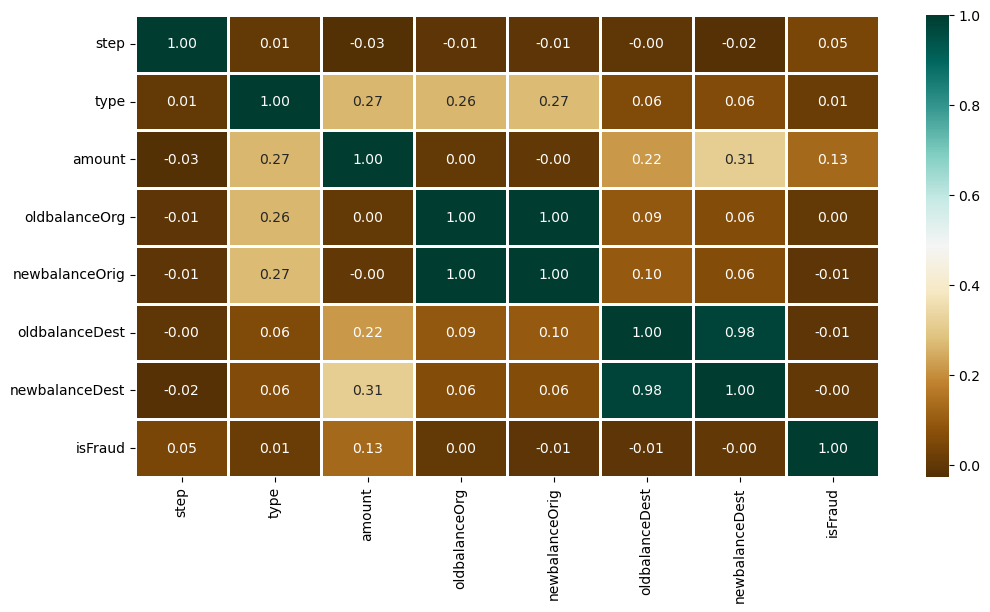 step 1.00 0.01 -0.03 -0.01 -0.01 -0.00 -0.02 0.05
type 0.01 1.00 0.27 0.26 0.27 0.06 0.06 0.01
amount -0.03 0.27 1.00 0.00 -0.00 0.22 0.31 0.13
oldbalanceOrg -0.01 0.26 0.00 1.00 1.00 0.09 0.06 0.00
newbalanceOrig -0.01 0.27 -0.00 1.00 1.00 0.10 0.06 -0.01
oldbalanceDest -0.00 0.06 0.22 0.09 0.10 1.00 0.98 -0.01
newbalanceDest -0.02 0.06 0.31 0.06 0.06 0.98 1.00 -0.00
isFraud 0.05 0.01 0.13 0.00 -0.01 -0.01 -0.00 1.00
step
type
amount
oldbalanceOrg
newbalanceOrig
oldbalanceDest
newbalanceDest
isFraud
1.0
0.8
0.6
0.4
0.2
0.0